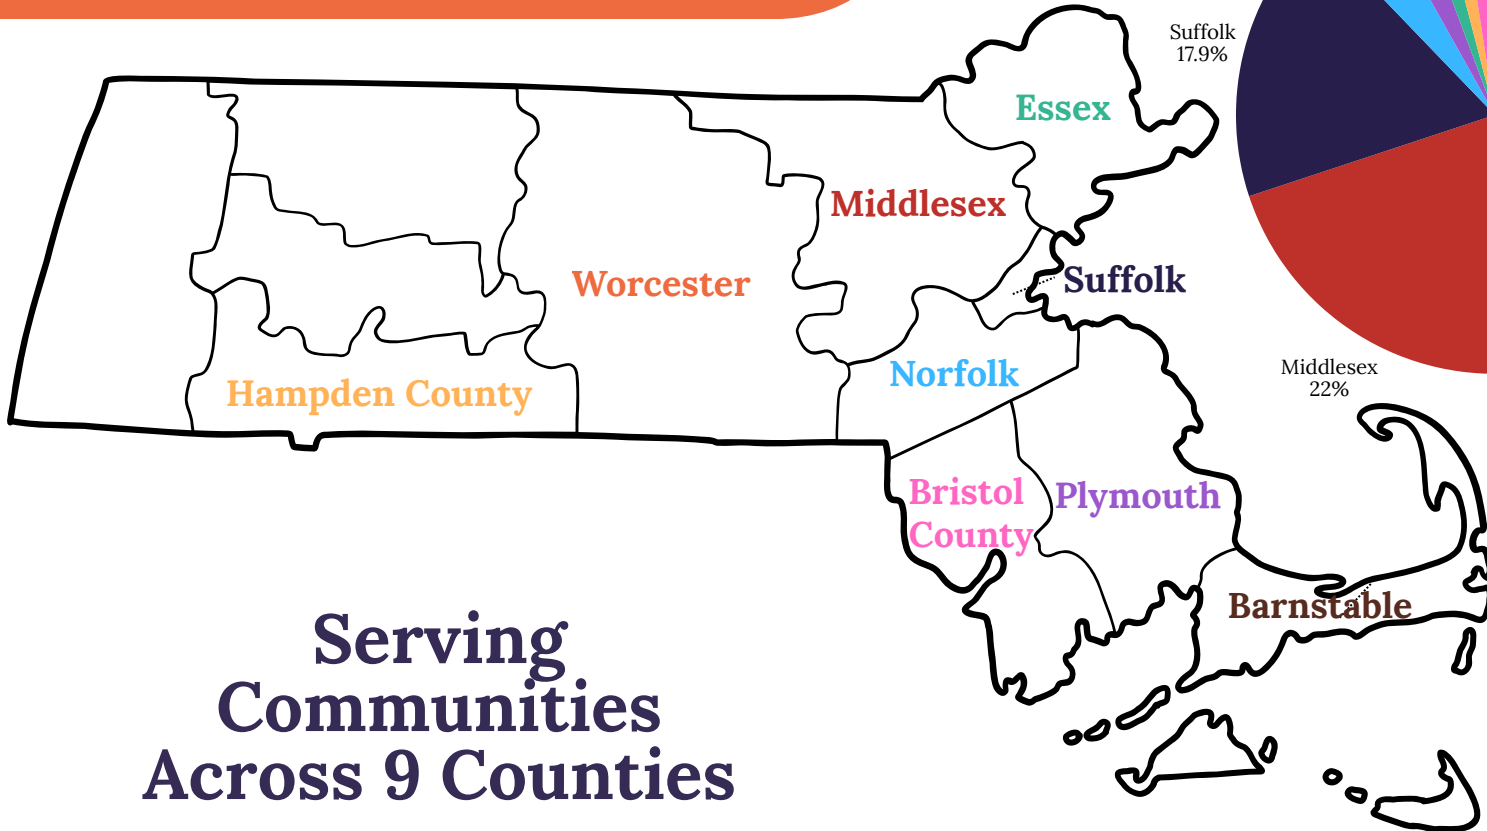 Suffolk
17.9%
Essex
Middlesex
Suffolk
Worcester
Norfolk
Middlesex
22%
Hampden County
Bristol
County
Plymouth
Barnstable
Serving
Communities
Across 9 Counties